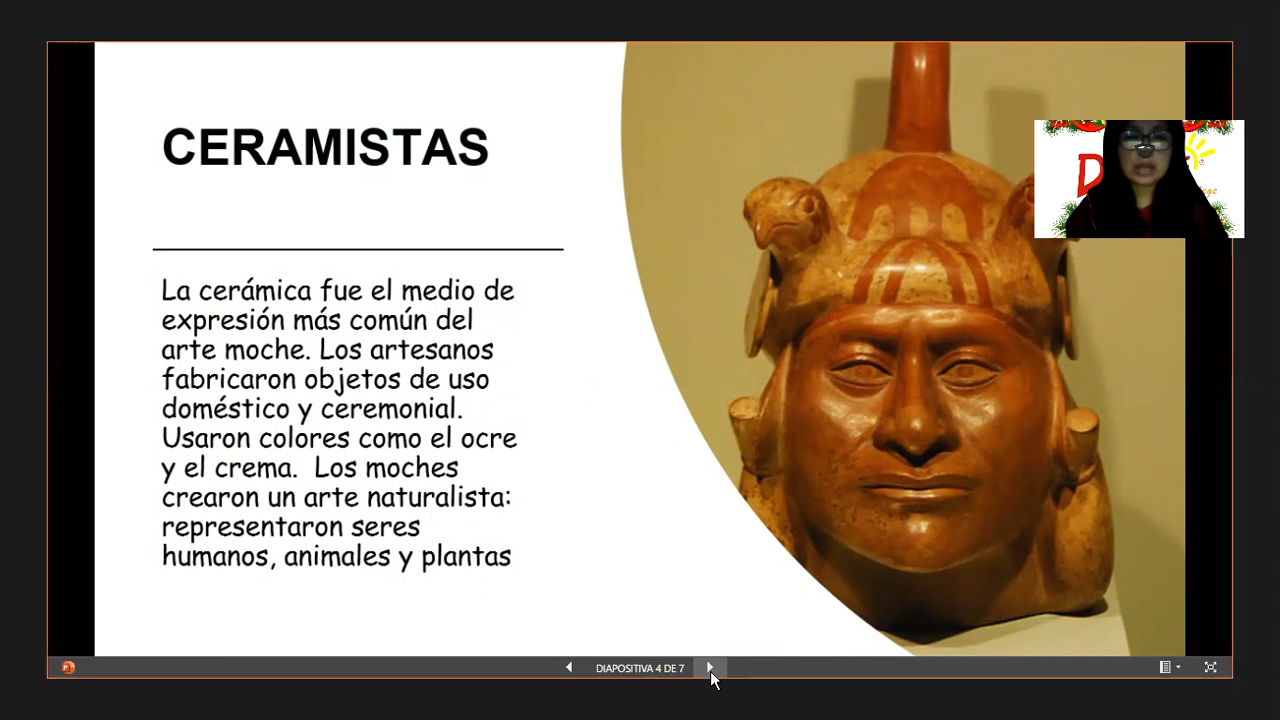 CERAMISTAS
La cerámica fue el medio de
expresión más común del
arte moche. Los artesanos
fabricaron objetos de uso
doméstico y ceremonial.
Usaron colores como el ocre
y el crema.  Los moches
crearon un arte naturalista:
representaron seres
humanos, animales y plantas
DIAPOSITIVA 4 DE 7